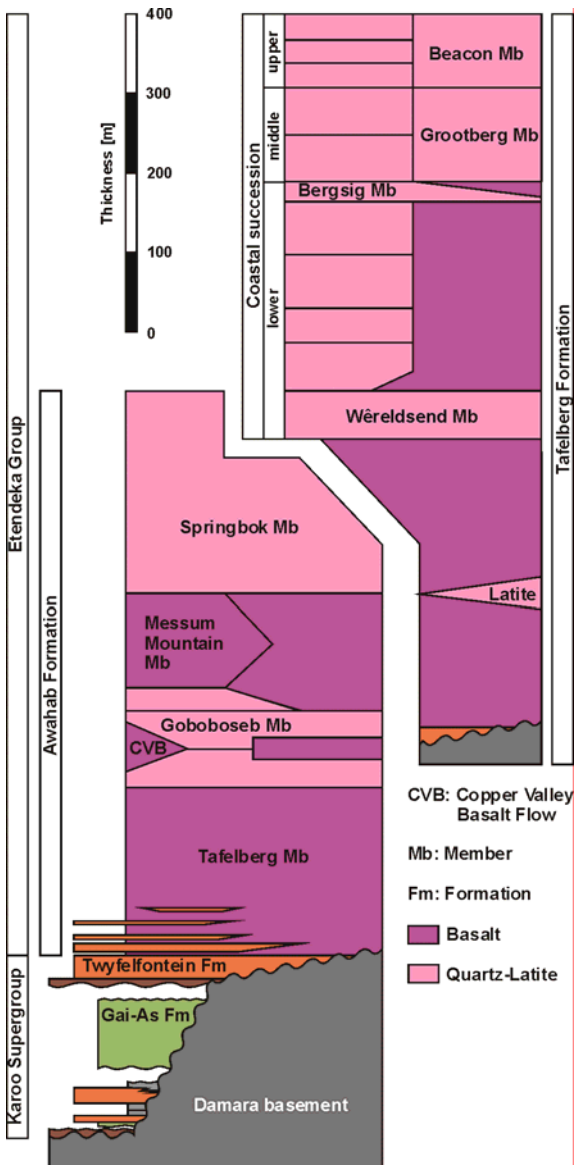 400
300
200
100
0
Thickness [m]
Etendeka Group
Karoo Supergroup
Awahab Formation
Coastal succession
upper
middle
lower
Tafelberg Formation
Beacon Mb
Grootberg Mb
Bergsig Mb
Wêreldsend Mb
Latite
Springbok Mb
Messum
Mountain
Mb
Goboboseb Mb
CVB
Tafelberg Mb
Twyfelfontein Fm
Gai-As Fm
Damara basement
CVB: Copper Valley
Basalt Flow
Mb: Member
Fm: Formation
Basalt
Quartz-Latite